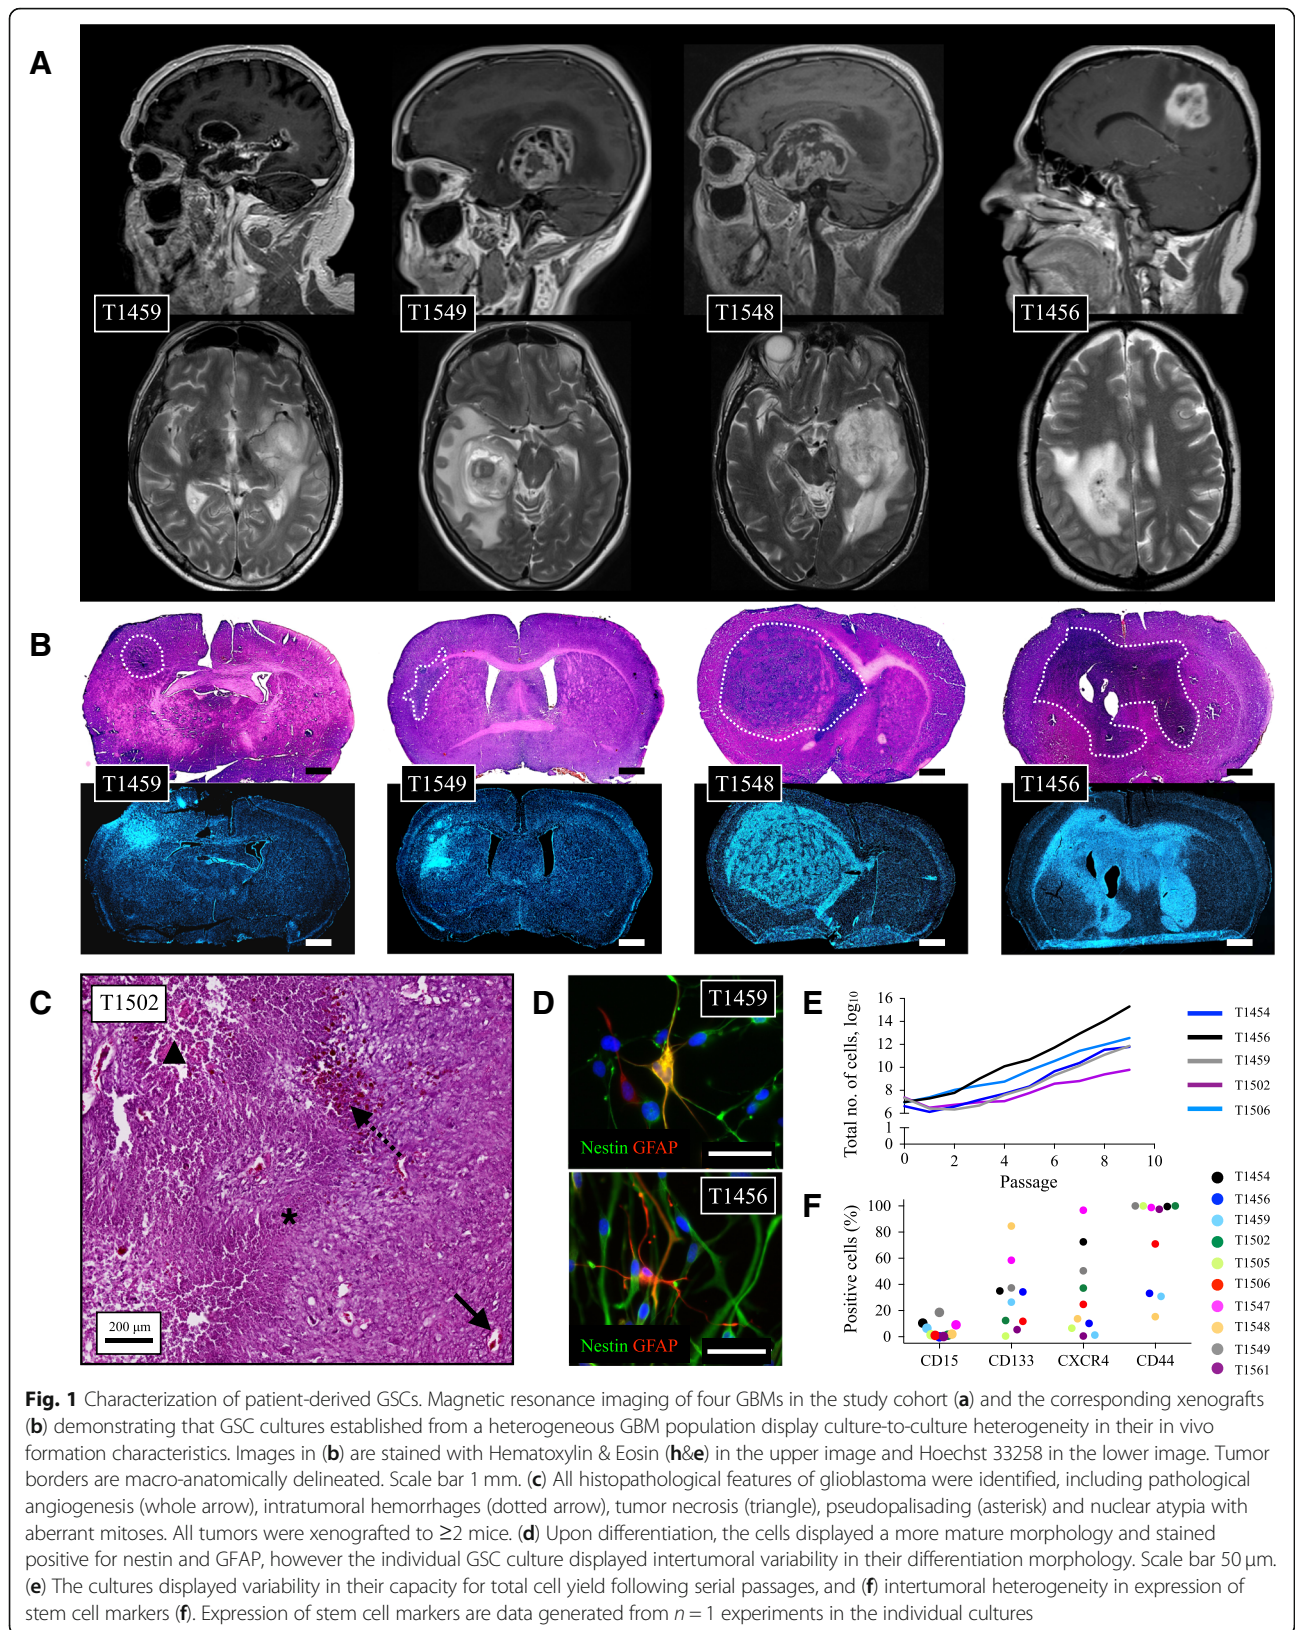 A
T1459
T1549
T1548
T1456
B
T1459
T1549
T1548
T1456
C
T1502
200 µm
*
D
T1459
Nestin GFAP
T1456
Nestin GFAP
E
Total no. of cells, log10
16
14
12
10
8
6
1
0
0
2
4
6
8
10
Passage
T1454
T1456
T1459
T1502
T1506
F
Positive cells (%)
100
80
60
40
20
0
CD15
CD133
CXCR4
CD44
T1454
T1456
T1459
T1502
T1505
T1506
T1547
T1548
T1549
T1561
Fig. 1 Characterization of patient-derived GSCs. Magnetic resonance imaging of four GBMs in the study cohort (a) and the corresponding xenografts
(b) demonstrating that GSC cultures established from a heterogeneous GBM population display culture-to-culture heterogeneity in their in vivo
formation characteristics. Images in (b) are stained with Hematoxylin & Eosin (h&e) in the upper image and Hoechst 33258 in the lower image. Tumor
borders are macro-anatomically delineated. Scale bar 1 mm. (c) All histopathological features of glioblastoma were identified, including pathological
angiogenesis (whole arrow), intratumoral hemorrhages (dotted arrow), tumor necrosis (triangle), pseudopalisading (asterisk) and nuclear atypia with
aberrant mitoses. All tumors were xenografted to ≥2 mice. (d) Upon differentiation, the cells displayed a more mature morphology and stained
positive for nestin and GFAP, however the individual GSC culture displayed intertumoral variability in their differentiation morphology. Scale bar 50 µm.
(e) The cultures displayed variability in their capacity for total cell yield following serial passages, and (f) intertumoral heterogeneity in expression of
stem cell markers (f). Expression of stem cell markers are data generated from n = 1 experiments in the individual cultures